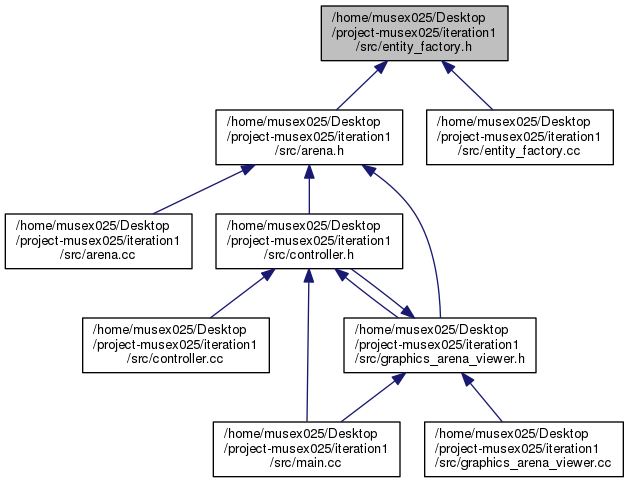 /home/musex025/Desktop
/project-musex025/iteration1
/src/entity_factory.h
/home/musex025/Desktop
/project-musex025/iteration1
/src/arena.h
/home/musex025/Desktop
/project-musex025/iteration1
/src/entity_factory.cc
/home/musex025/Desktop
/project-musex025/iteration1
/src/arena.cc
/home/musex025/Desktop
/project-musex025/iteration1
/src/controller.h
/home/musex025/Desktop
/project-musex025/iteration1
/src/controller.cc
/home/musex025/Desktop
/project-musex025/iteration1
/src/graphics_arena_viewer.h
/home/musex025/Desktop
/project-musex025/iteration1
/src/main.cc
/home/musex025/Desktop
/project-musex025/iteration1
/src/graphics_arena_viewer.cc